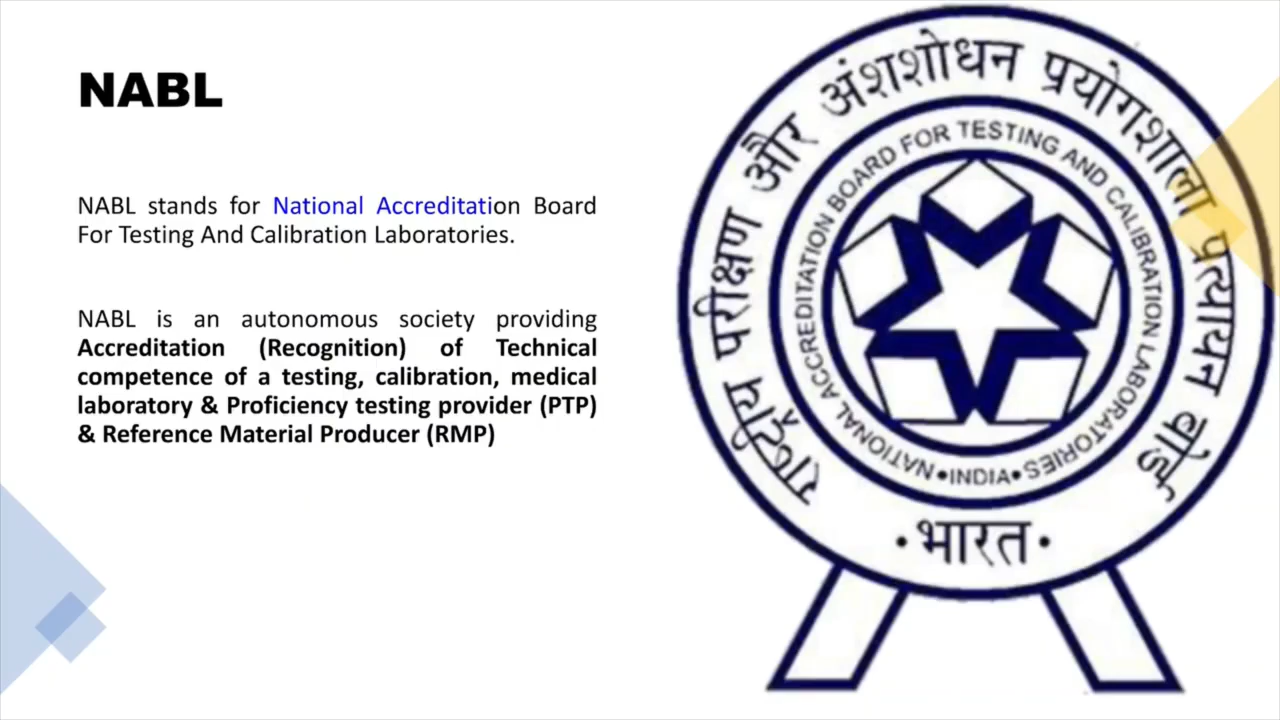 NABL
NABL stands for National Accreditation Board
For Testing And Calibration Laboratories.
NABL is an autonomous society providing
Accreditation (Recognition) of Technical
competence of a testing, calibration, medical
laboratory & Proficiency testing provider (PTP)
& Reference Material Producer (RMP)
राष्ट्रीय परीक्षण और अंशशोधन प्रयोगशाला प्रत्यायन बोर्ड
NATIONAL ACCREDITATION BOARD FOR TESTING AND CALIBRATION LABORATORIES
•INDIA•
•भारत•